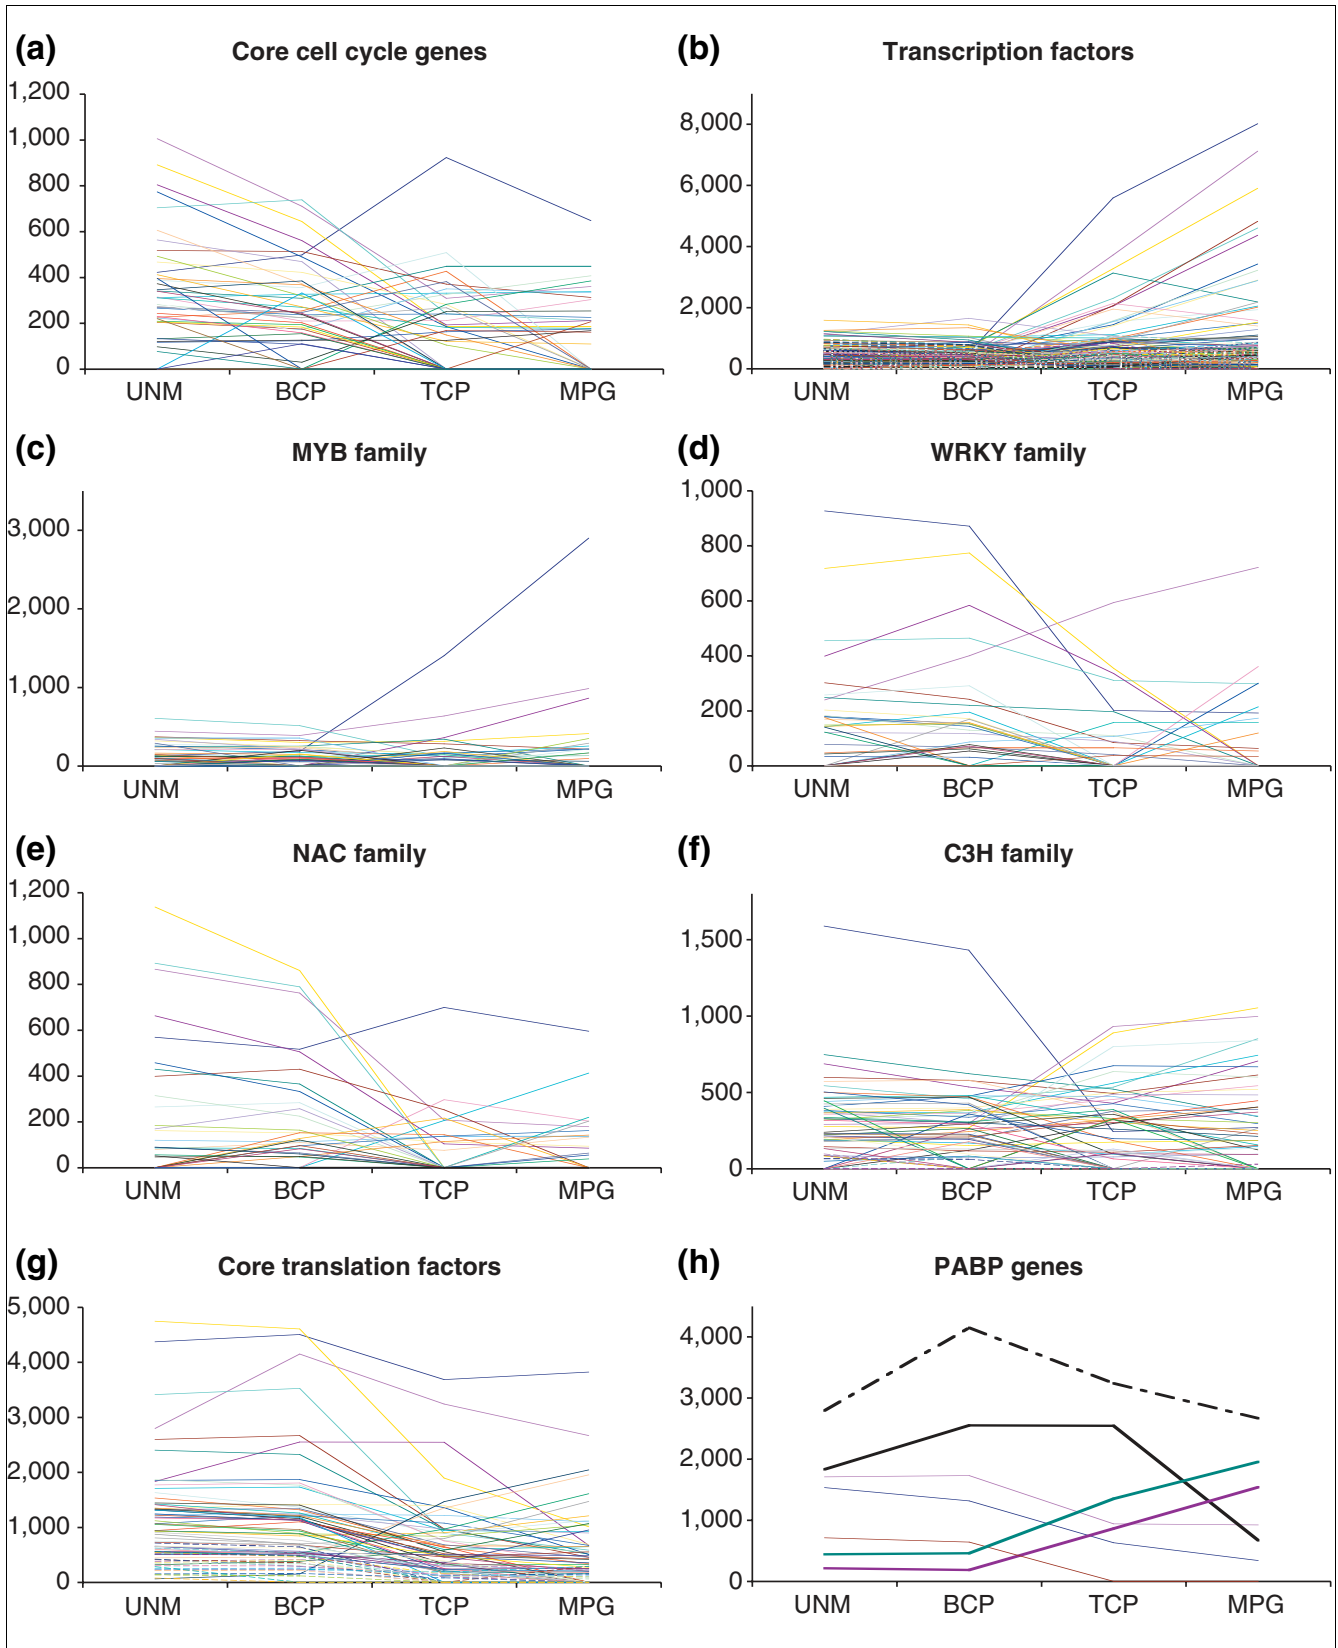 (a) Core cell cycle genes
1,200
1,000
800
600
400
200
0
UNM BCP TCP MPG
(b) Transcription factors
8,000
6,000
4,000
2,000
0
UNM BCP TCP MPG
(c) MYB family
3,000
2,000
1,000
0
UNM BCP TCP MPG
(d) WRKY family
1,000
800
600
400
200
0
UNM BCP TCP MPG
(e) NAC family
1,200
1,000
800
600
400
200
0
UNM BCP TCP MPG
(f) C3H family
1,500
1,000
500
0
UNM BCP TCP MPG
(g) Core translation factors
5,000
4,000
3,000
2,000
1,000
0
UNM BCP TCP MPG
(h) PABP genes
4,000
3,000
2,000
1,000
0
UNM BCP TCP MPG